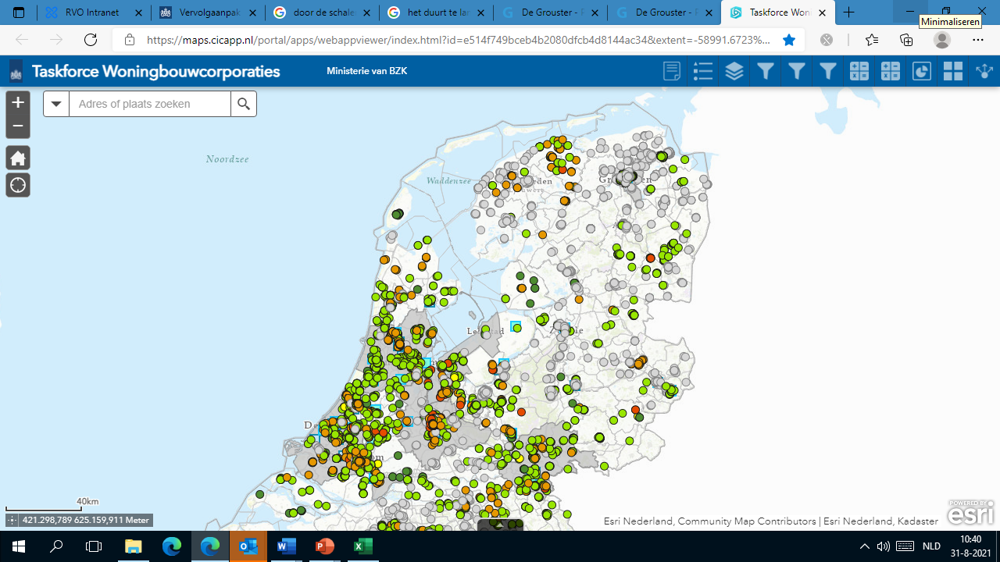 RVO Intranet
Vervolgaanpak
door de schale
het duurt te lar
De Grouster - F
De Grouster - F
Taskforce Woni
Minimaliseren
https://maps.cicapp.nl/portal/apps/webappviewer/index.html?id=e514f749bceb4b2080dfcb4d8144ac34&extent=-58991.6723%...
Taskforce Woningbouwcorporaties
Ministerie van BZK
+
Adres of plaats zoeken
−
Noordzee
Waddenzee
40km
421.298,789 625.159,911 Meter
Esri Nederland, Community Map Contributors | Esri Nederland, Kadaster
POWERED BY
esri
NLD
10:40
31-8-2021